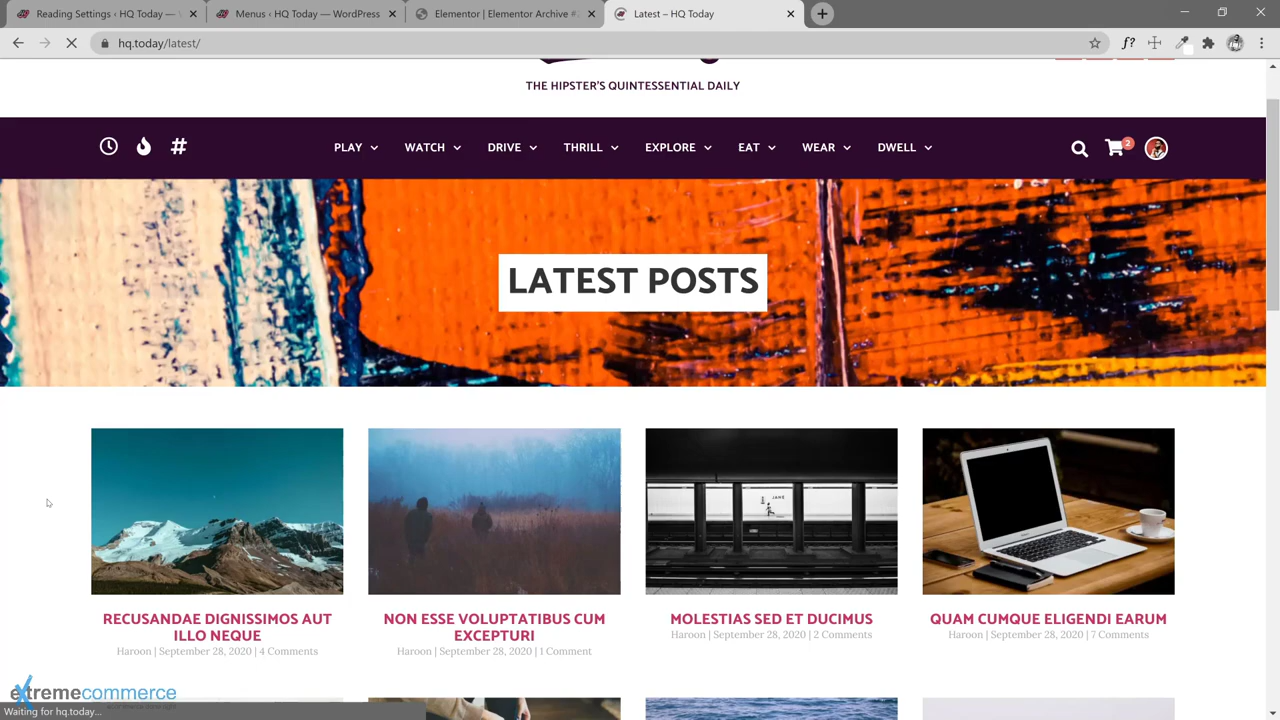 Reading Settings ‹ HQ Today — W
Menus ‹ HQ Today — WordPress
Elementor | Elementor Archive #
Latest – HQ Today
hq.today/latest/
f?
THE HIPSTER'S QUINTESSENTIAL DAILY
PLAY
WATCH
DRIVE
THRILL
EXPLORE
EAT
WEAR
DWELL
2
LATEST POSTS
RECUSANDAE DIGNISSIMOS AUT
ILLO NEQUE
Haroon | September 28, 2020 | 4 Comments
NON ESSE VOLUPTATIBUS CUM
EXCEPTURI
Haroon | September 28, 2020 | 1 Comment
JANE
MOLESTIAS SED ET DUCIMUS
Haroon | September 28, 2020 | 2 Comments
QUAM CUMQUE ELIGENDI EARUM
Haroon | September 28, 2020 | 7 Comments
extremecommerce
Waiting for hq.today...